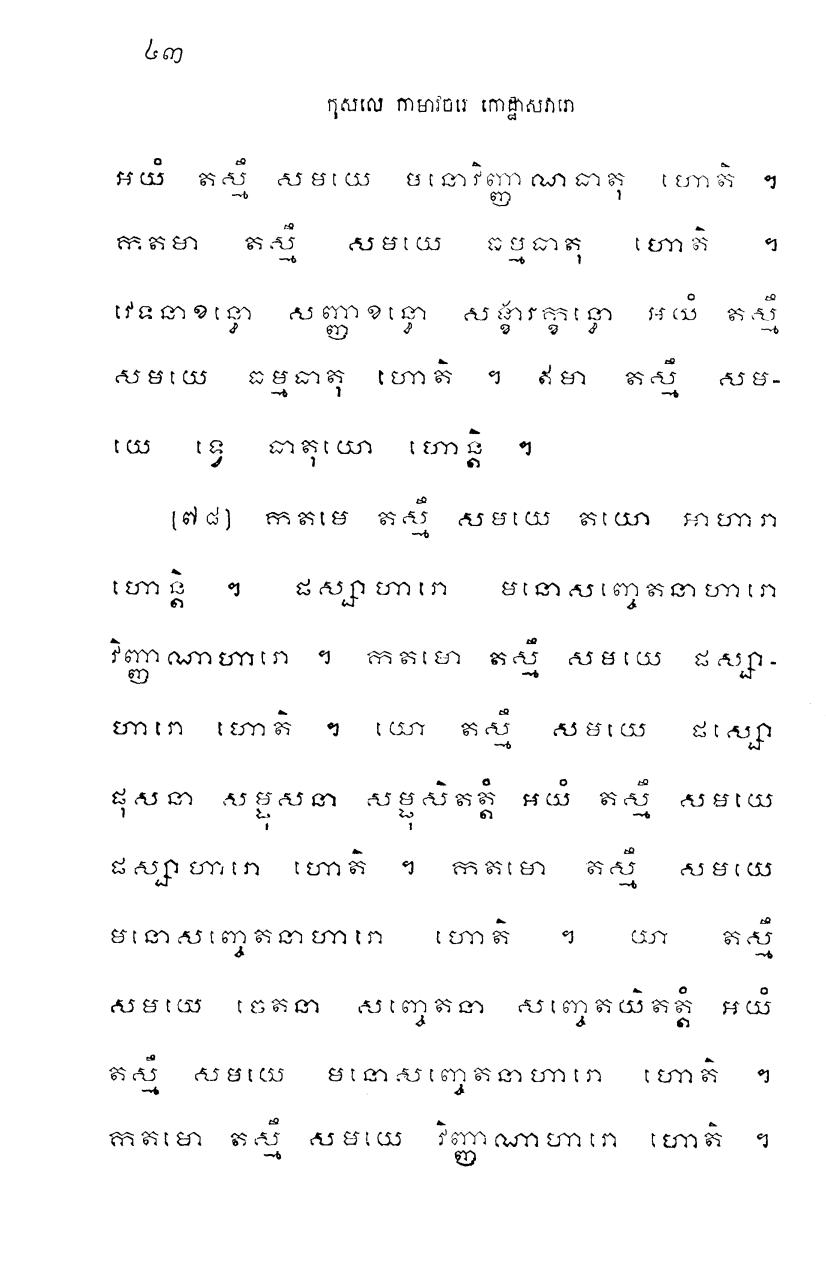 ៤៣
កុសលេ កាមាវចរេ កោដ្ឋាសវារោ
អយំ តស្មឹ សមយេ មនោវិញ្ញាណធាតុ ហោតិ ។
កតមា តស្មឹ សមយេ ធម្មធាតុ ហោតិ ។
វេទនាខន្ធោ សញ្ញាខន្ធោ សង្ខារក្ខន្ធោ អយំ តស្មឹ
សមយេ ធម្មធាតុ ហោតិ ។ ឥមា តស្មឹ សម-
យេ ទ្វេ ធាតុយោ ហោន្តិ ។
[៧៨] កតមេ តស្មឹ សមយេ តយោ អាហារា
ហោន្តិ ។ ផស្សាហារោ មនោសញ្ចេតនាហារោ
វិញ្ញាណាហារោ ។ កតមោ តស្មឹ សមយេ ផស្សា-
ហារោ ហោតិ ។ យោ តស្មឹ សមយេ ផស្សោ
ផុសនា សម្ផុសនា សម្ផុសិតត្តំ អយំ តស្មឹ សមយេ
ផស្សាហារោ ហោតិ ។ កតមោ តស្មឹ សមយេ
មនោសញ្ចេតនាហារោ ហោតិ ។ យា តស្មឹ
សមយេ ចេតនា សញ្ចេតនា សញ្ចេតយិតត្តំ អយំ
តស្មឹ សមយេ មនោសញ្ចេតនាហារោ ហោតិ ។
កតមោ តស្មឹ សមយេ វិញ្ញាណាហារោ ហោតិ ។